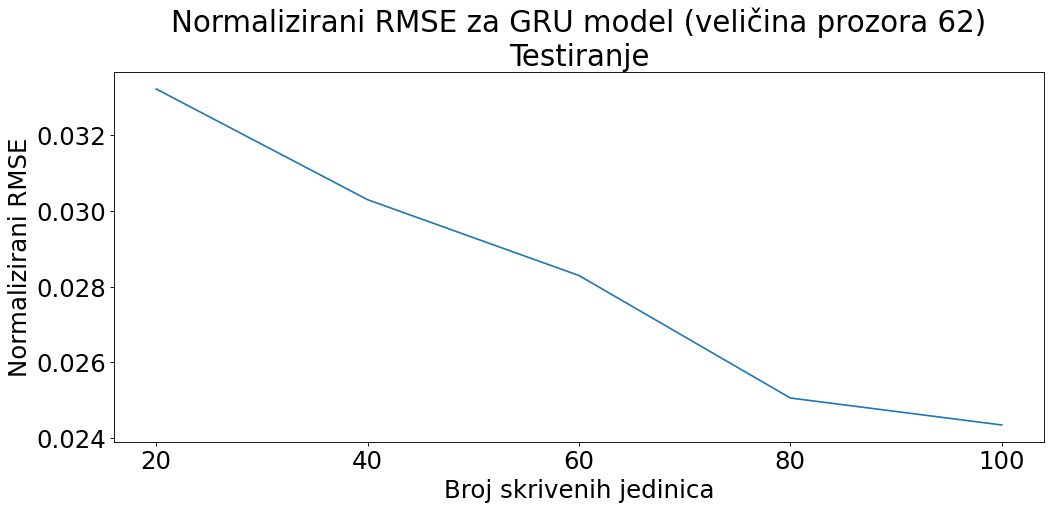 Normalizirani RMSE za GRU model (veličina prozora 62)
Testiranje
Normalizirani RMSE
0.032
0.030
0.028
0.026
0.024
20 40 60 80 100
Broj skrivenih jedinica